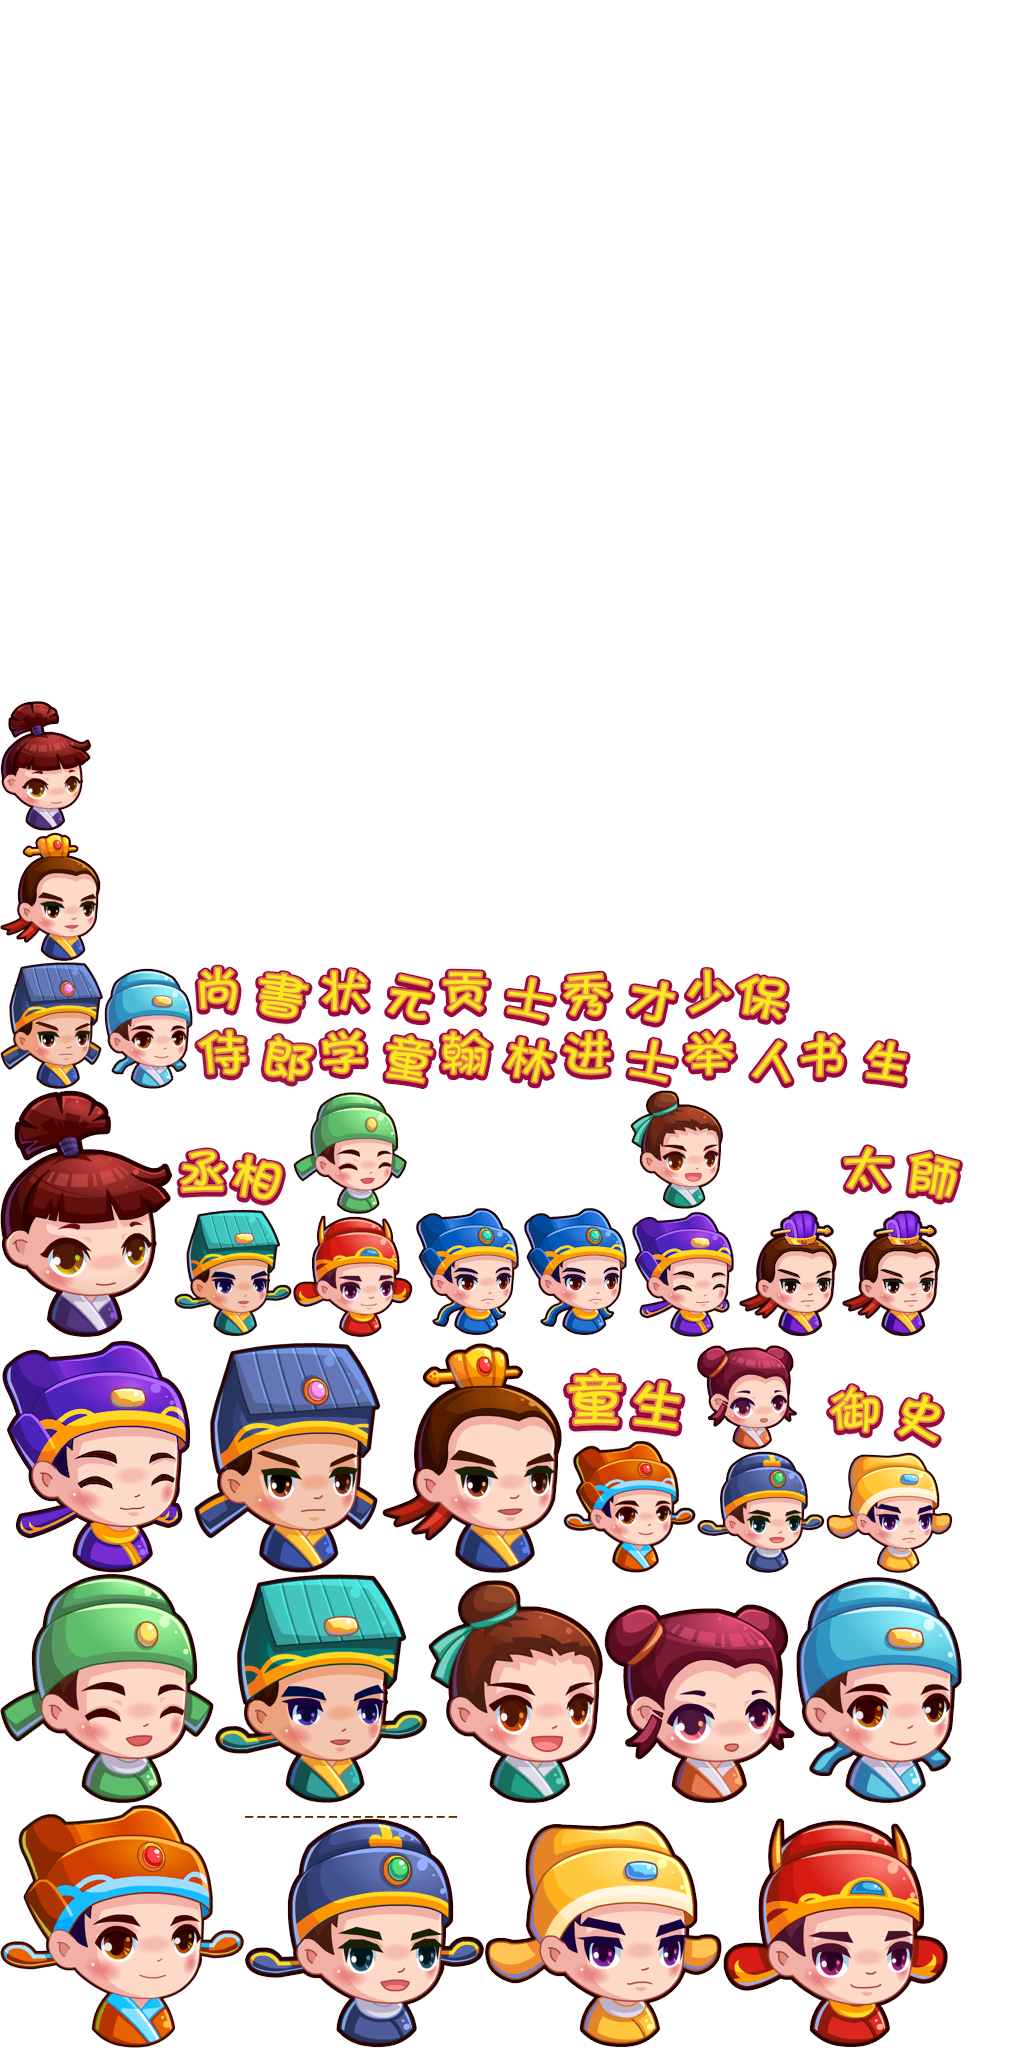 尚書状元贡士秀才少保
侍郎学童翰林进士举人书生
丞相
太師
童生
御史